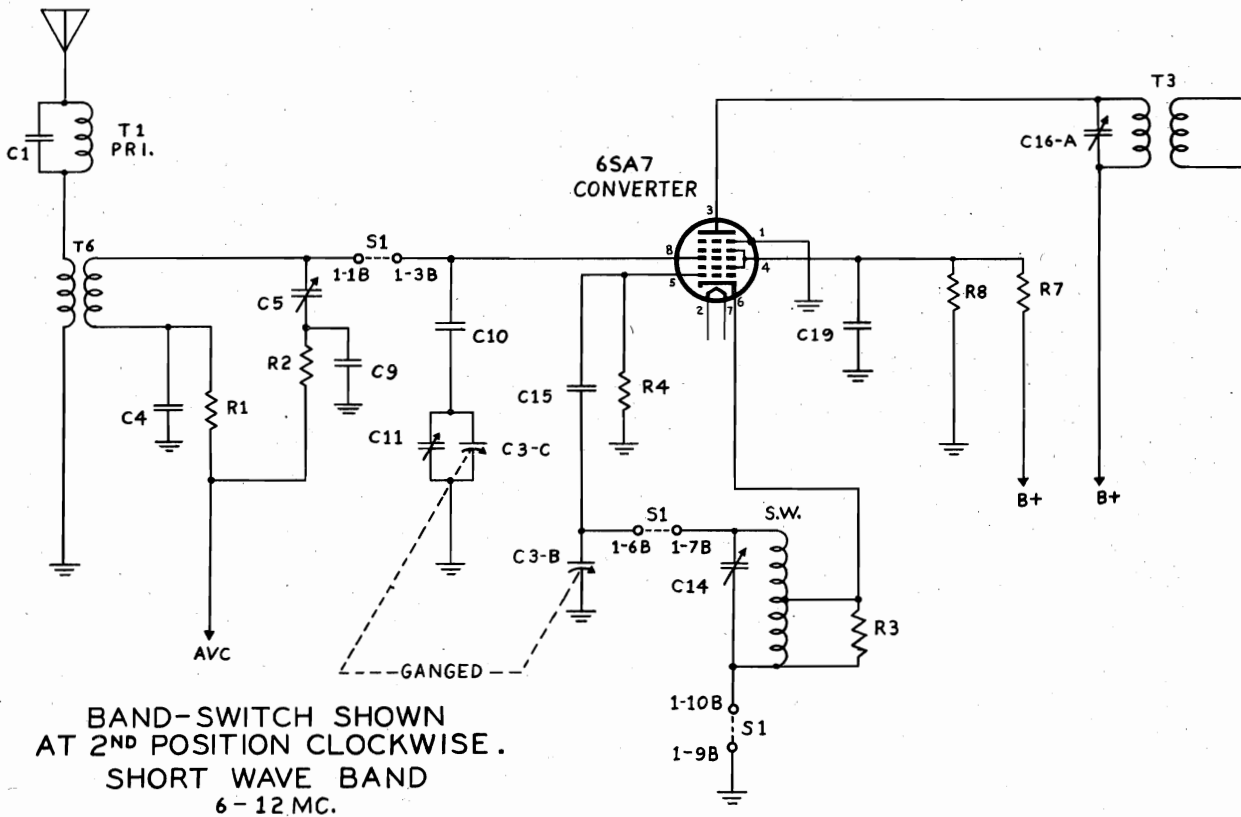 T1
PRI.
C1
T6
S1
1-1B
1-3B
C5
R2
C9
C4
R1
AVC
C10
C11
C3-C
6SA7
CONVERTER
3
1
8
4
5
2
7
6
C15
R4
C19
R8
R7
B+
B+
T3
C16-A
C3-B
S1
1-6B
1-7B
S.W.
C14
R3
GANGED
1-10B
S1
1-9B
BAND-SWITCH SHOWN
AT 2ND POSITION CLOCKWISE.
SHORT WAVE BAND
6-12 MC.